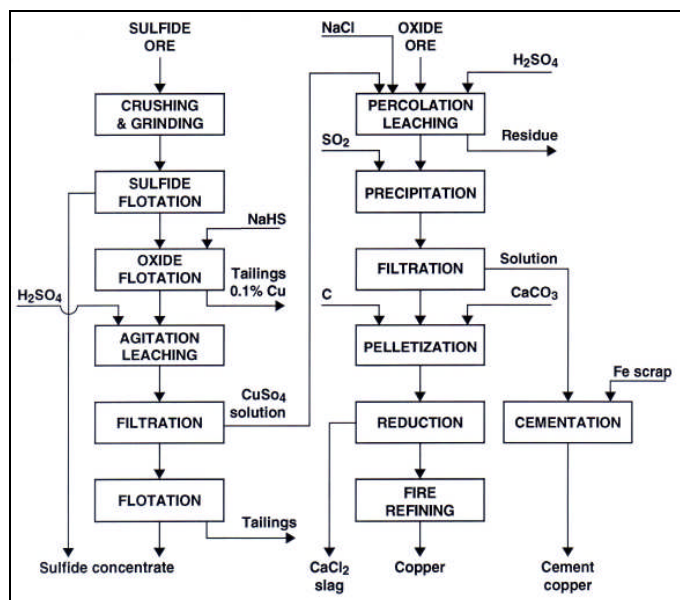 SULFIDE
ORE
CRUSHING
& GRINDING
SULFIDE
FLOTATION
NaHS
OXIDE
FLOTATION
Tailings
0.1% Cu
H₂SO₄
AGITATION
LEACHING
CuSo₄
solution
FILTRATION
FLOTATION
Tailings
Sulfide concentrate
NaCl
OXIDE
ORE
H₂SO₄
PERCOLATION
LEACHING
Residue
SO₂
PRECIPITATION
FILTRATION
Solution
C
CaCO₃
PELLETIZATION
Fe scrap
REDUCTION
CEMENTATION
FIRE
REFINING
CaCl₂
slag
Copper
Cement
copper